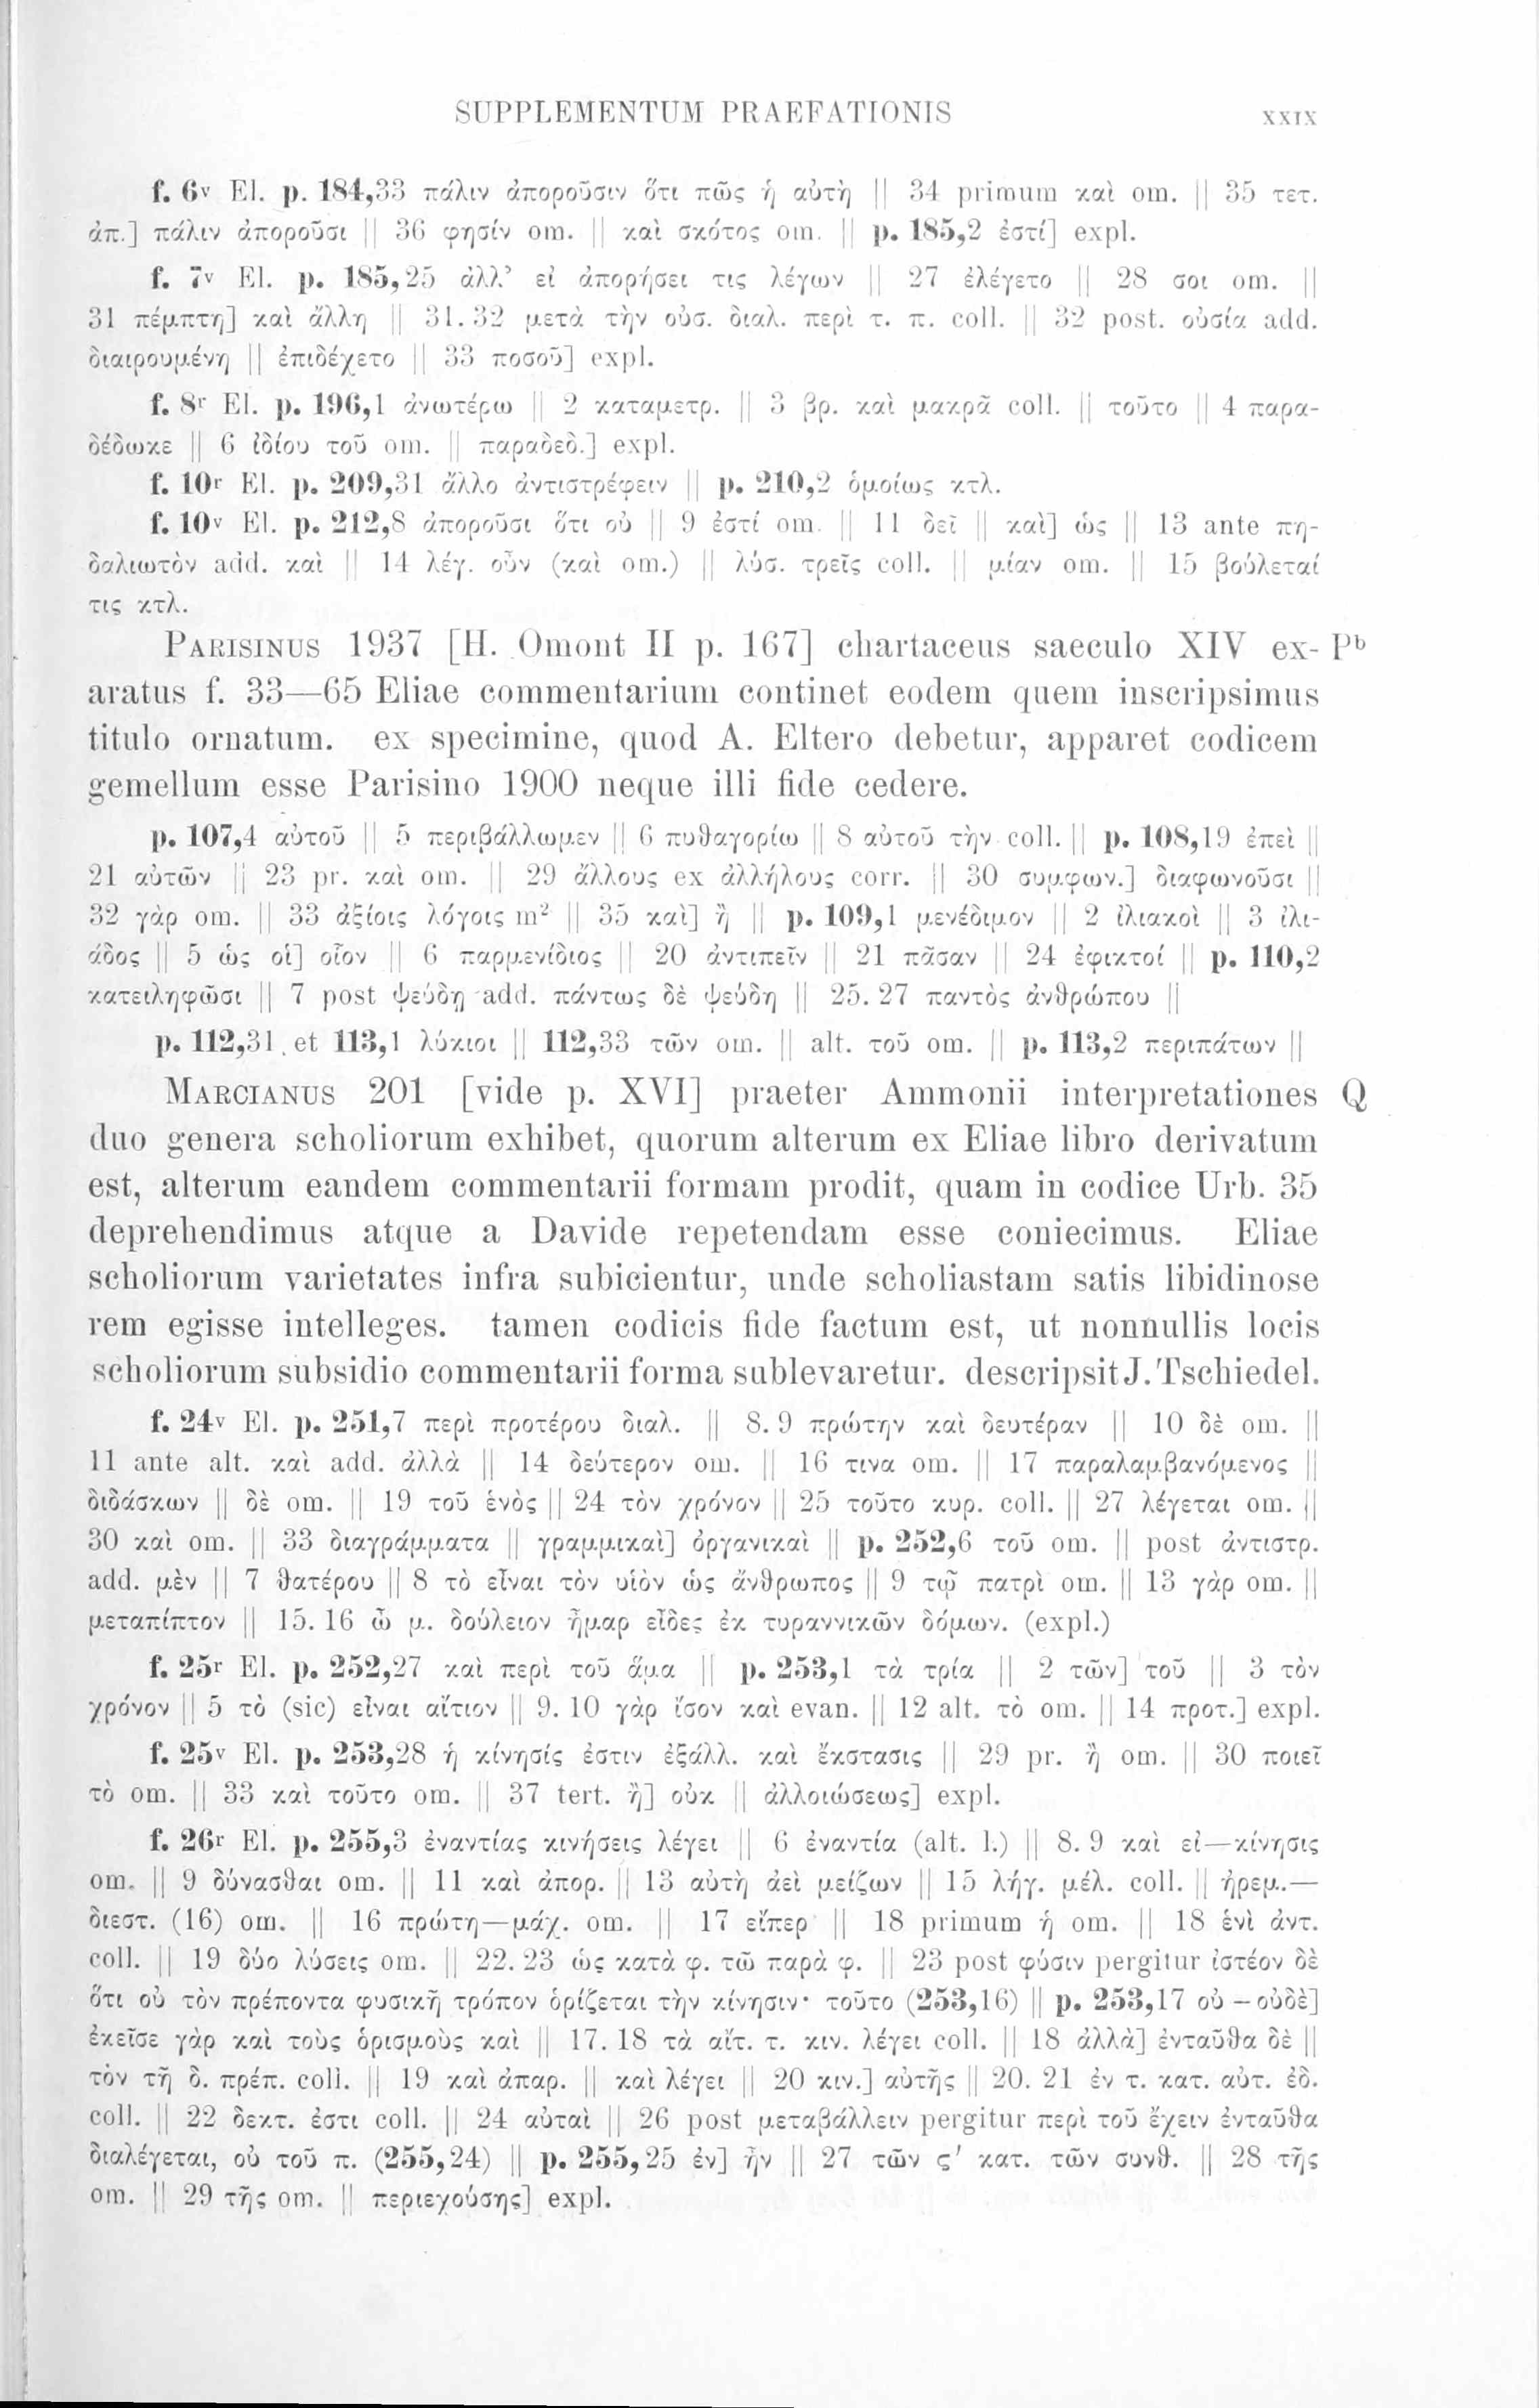 SUPPLEMENTUM PRAEFATIONIS XXIX
f. 6v El. p. 184,33 πάλιν ἀποροῦσιν ὅτι πῶς ἡ αὐτὴ || 34 primum καὶ om. || 35 τετ.
ἀπ.] πάλιν ἀποροῦσι || 36 φησίν om. || καὶ σκότος om. || p. 185,2 ἐστί] expl.
f. 7v El. p. 185,25 ἀλλ’ εἰ ἀπορήσει τις λέγων || 27 ἐλέγετο || 28 σοι om. ||
31 πέμπτη] καὶ ἄλλη || 31. 32 μετὰ τὴν οὐσ. διαλ. περὶ τ. π. coll. || 32 post. οὐσία add.
διαιρουμένη || ἐπιδέχετο || 33 ποσοῦ] expl.
f. 8r El. p. 196,1 ἀνωτέρω || 2 καταμετρ. || 3 βρ. καὶ μακρᾶ coll. || τοῦτο || 4 παρα-
δέδωκε || 6 ἰδίου τοῦ om. || παραδεδ.] expl.
f. 10r El. p. 209,31 ἄλλο ἀντιστρέφειν || p. 210,2 ὁμοίως κτλ.
f. 10v El. p. 212,8 ἀποροῦσι ὅτι οὐ || 9 ἐστί om. || 11 δεῖ || καὶ] ὡς || 13 ante πη-
δαλιωτὸν add. καὶ || 14 λέγ. οὖν (καὶ om.) || λύσ. τρεῖς coll. || μίαν om. || 15 βούλεταί
τις κτλ.
PARISINUS 1937 [H. Omont II p. 167] chartaceus saeculo XIV ex- Pb
aratus f. 33—65 Eliae commentarium continet eodem quem inscripsimus
titulo ornatum. ex specimine, quod A. Eltero debetur, apparet codicem
gemellum esse Parisino 1900 neque illi fide cedere.
p. 107,4 αὐτοῦ || 5 περιβάλλωμεν || 6 πυθαγορίω || 8 αὐτοῦ τὴν coll. || p. 108,19 ἐπεὶ ||
21 αὐτῶν || 23 pr. καὶ om. || 29 ἄλλους ex ἀλλήλους corr. || 30 συμφων.] διαφωνοῦσι ||
32 γὰρ om. || 33 ἀξίοις λόγοις m² || 35 καὶ] ἢ || p. 109,1 μενέδιμον || 2 ἰλιακοὶ || 3 ἰλι-
άδος || 5 ὡς οἱ] οἷον || 6 παρμενίδιος || 20 ἀντιπεῖν || 21 πᾶσαν || 24 ἐφικτοί || p. 110,2
κατειληφῶσι || 7 post ψεύδη add. πάντως δὲ ψεύδη || 25. 27 παντὸς ἀνθρώπου ||
p. 112,31 et 113,1 λύκιοι || 112,33 τῶν om. || alt. τοῦ om. || p. 113,2 περιπάτων ||
MARCIANUS 201 [vide p. XVI] praeter Ammonii interpretationes Q
duo genera scholiorum exhibet, quorum alterum ex Eliae libro derivatum
est, alterum eandem commentarii formam prodit, quam in codice Urb. 35
deprehendimus atque a Davide repetendam esse coniecimus. Eliae
scholiorum varietates infra subicientur, unde scholiastam satis libidinose
rem egisse intelleges. tamen codicis fide factum est, ut nonnullis locis
scholiorum subsidio commentarii forma sublevaretur. descripsit J. Tschiedel.
f. 24v El. p. 251,7 περὶ προτέρου διαλ. || 8. 9 πρώτην καὶ δευτέραν || 10 δὲ om. ||
11 ante alt. καὶ add. ἀλλὰ || 14 δεύτερον om. || 16 τινα om. || 17 παραλαμβανόμενος ||
διδάσκων || δὲ om. || 19 τοῦ ἑνὸς || 24 τὸν χρόνον || 25 τοῦτο κυρ. coll. || 27 λέγεται om. ||
30 καὶ om. || 33 διαγράμματα || γραμμικαὶ] ὀργανικαὶ || p. 252,6 τοῦ om. || post ἀντιστρ.
add. μὲν || 7 θατέρου || 8 τὸ εἶναι τὸν υἱὸν ὡς ἄνθρωπος || 9 τῷ πατρὶ om. || 13 γὰρ om. ||
μεταπίπτον || 15. 16 ὦ μ. δούλειον ἦμαρ εἶδες ἐκ τυραννικῶν δόμων. (expl.)
f. 25r El. p. 252,27 καὶ περὶ τοῦ ἅμα || p. 253,1 τὰ τρία || 2 τῶν] τοῦ || 3 τὸν
χρόνον || 5 τὸ (sic) εἶναι αἴτιον || 9. 10 γὰρ ἴσον καὶ evan. || 12 alt. τὸ om. || 14 προτ.] expl.
f. 25v El. p. 253,28 ἡ κίνησίς ἐστιν ἐξάλλ. καὶ ἔκστασις || 29 pr. ἢ om. || 30 ποιεῖ
τὸ om. || 33 καὶ τοῦτο om. || 37 tert. ἢ] οὐκ || ἀλλοιώσεως] expl.
f. 26r El. p. 255,3 ἐναντίας κινήσεις λέγει || 6 ἐναντία (alt. l.) || 8. 9 καὶ εἰ—κίνησις
om. || 9 δύνασθαι om. || 11 καὶ ἀπορ. || 13 αὐτὴ ἀεὶ μείζων || 15 λήγ. μέλ. coll. || ἠρεμ.—
διεστ. (16) om. || 16 πρώτη—μάχ. om. || 17 εἴπερ || 18 primum ἡ om. || 18 ἑνὶ ἀντ.
coll. || 19 δύο λύσεις om. || 22. 23 ὡς κατὰ φ. τῶ παρὰ φ. || 23 post φύσιν pergitur ἰστέον δὲ
ὅτι οὐ τὸν πρέποντα φυσικῆ τρόπον ὁρίζεται τὴν κίνησιν· τοῦτο (253,16) || p. 253,17 οὐ – οὐδὲ]
ἐκεῖσε γὰρ καὶ τοὺς ὁρισμοὺς καὶ || 17. 18 τὰ αἴτ. τ. κιν. λέγει coll. || 18 ἀλλὰ] ἐνταῦθα δὲ ||
τὸν τῆ δ. πρέπ. coll. || 19 καὶ ἀπαρ. || καὶ λέγει || 20 κιν.] αὐτῆς || 20. 21 ἐν τ. κατ. αὐτ. ἐδ.
coll. || 22 δεκτ. ἐστι coll. || 24 αὐταὶ || 26 post μεταβάλλειν pergitur περὶ τοῦ ἔχειν ἐνταῦθα
διαλέγεται, οὐ τοῦ π. (255,24) || p. 255,25 ἐν] ἦν || 27 τῶν ς′ κατ. τῶν συνθ. || 28 τῆς
om. || 29 τῆς om. || περιεχούσης] expl.